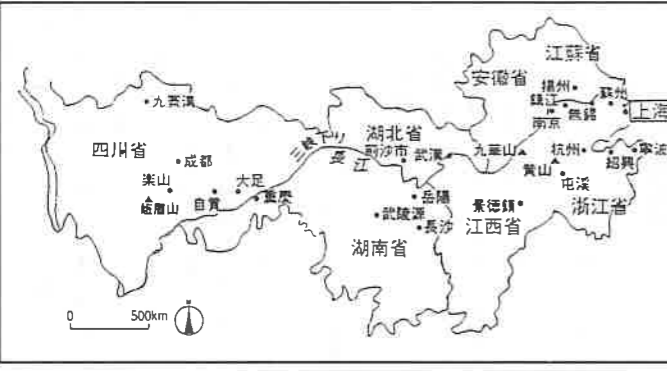 江蘇省
安徽省
揚州
鎮江
蘇州
無錫
南京
上海
九寨溝
三峡下り
長江
湖北省
荊沙市
武漢
九華山
杭州
寧波
紹興
黄山
屯溪
四川省
成都
楽山
大足
峨眉山
自貢
重慶
岳陽
武陵源
長沙
景徳鎮
江西省
浙江省
湖南省
0
500km